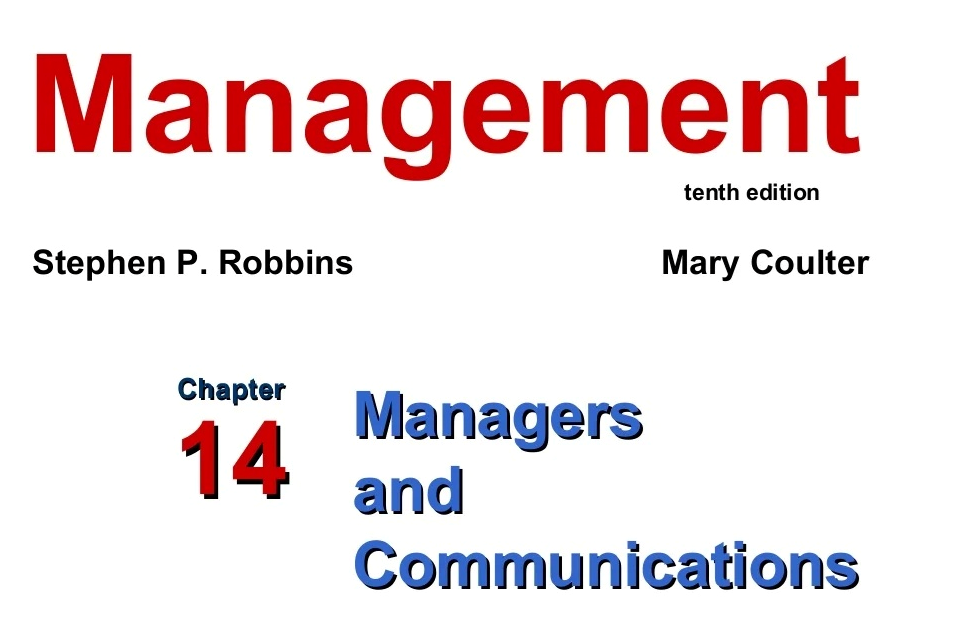 Management
tenth edition
Stephen P. Robbins Mary Coulter
Chapter
14
Managers
and
Communications